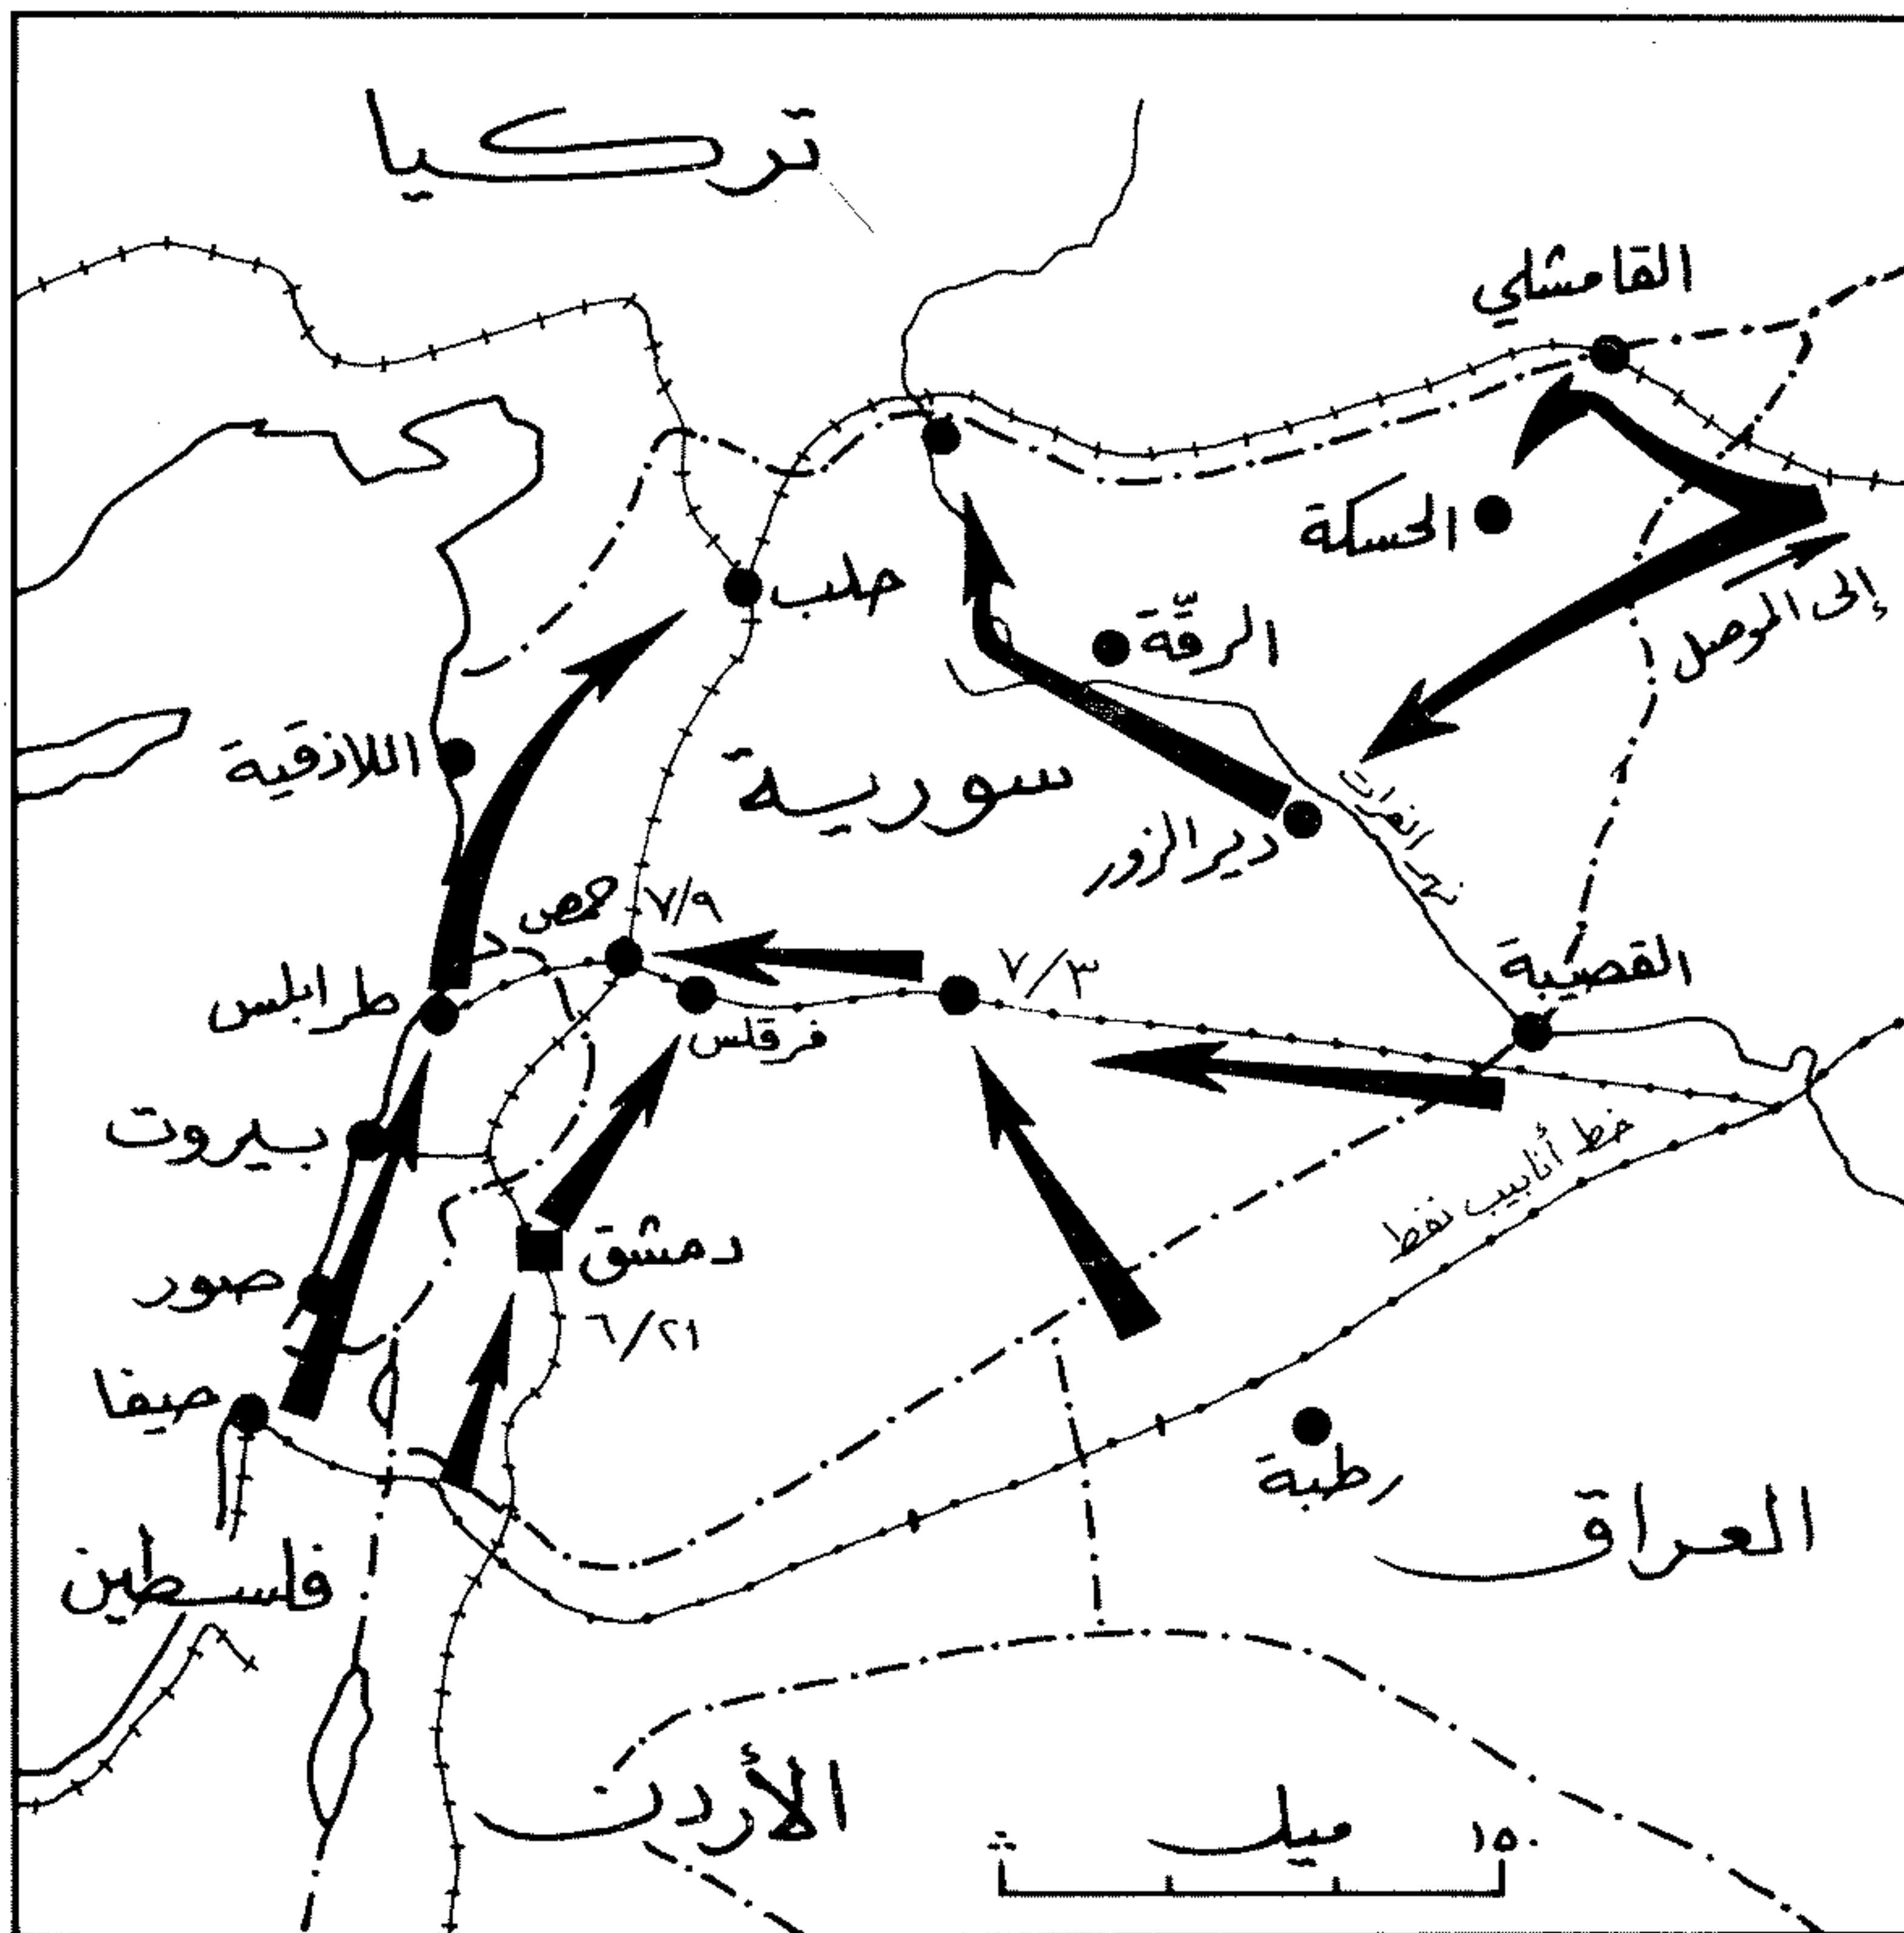 تركيا
القامشلي
الحسكة
حلب
إلى الموصل
الرقّة
اللاذقية
سورية
نهر الفرات
دير الزور
حمص ٧/٩
القصيبة
٧/٣
طرابلس
فرقلس
بيروت
خط أنابيب نفط
دمشق
صور
٦/٢١
حيفا
رطبة
العراق
فلسطين
الأردن
ميل
١٥٠